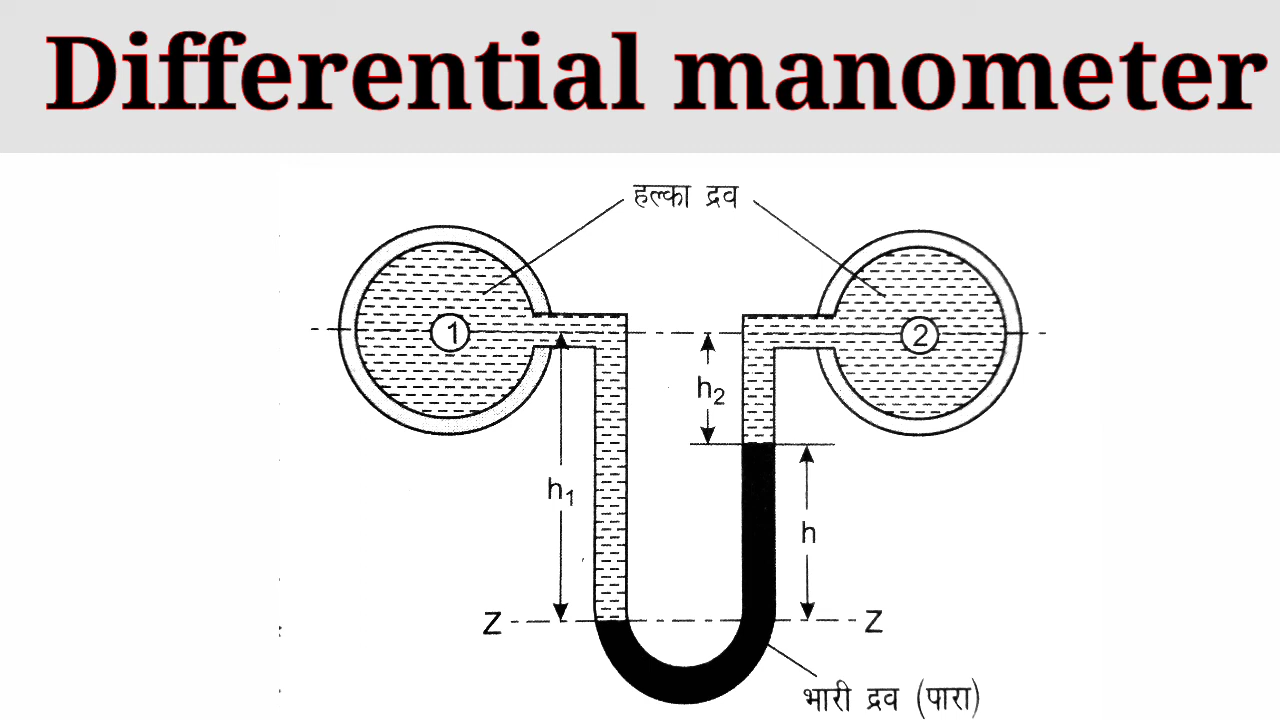 Differential manometer
हल्का द्रव
1
2
h₂
h₁
h
Z
Z
भारी द्रव (पारा)